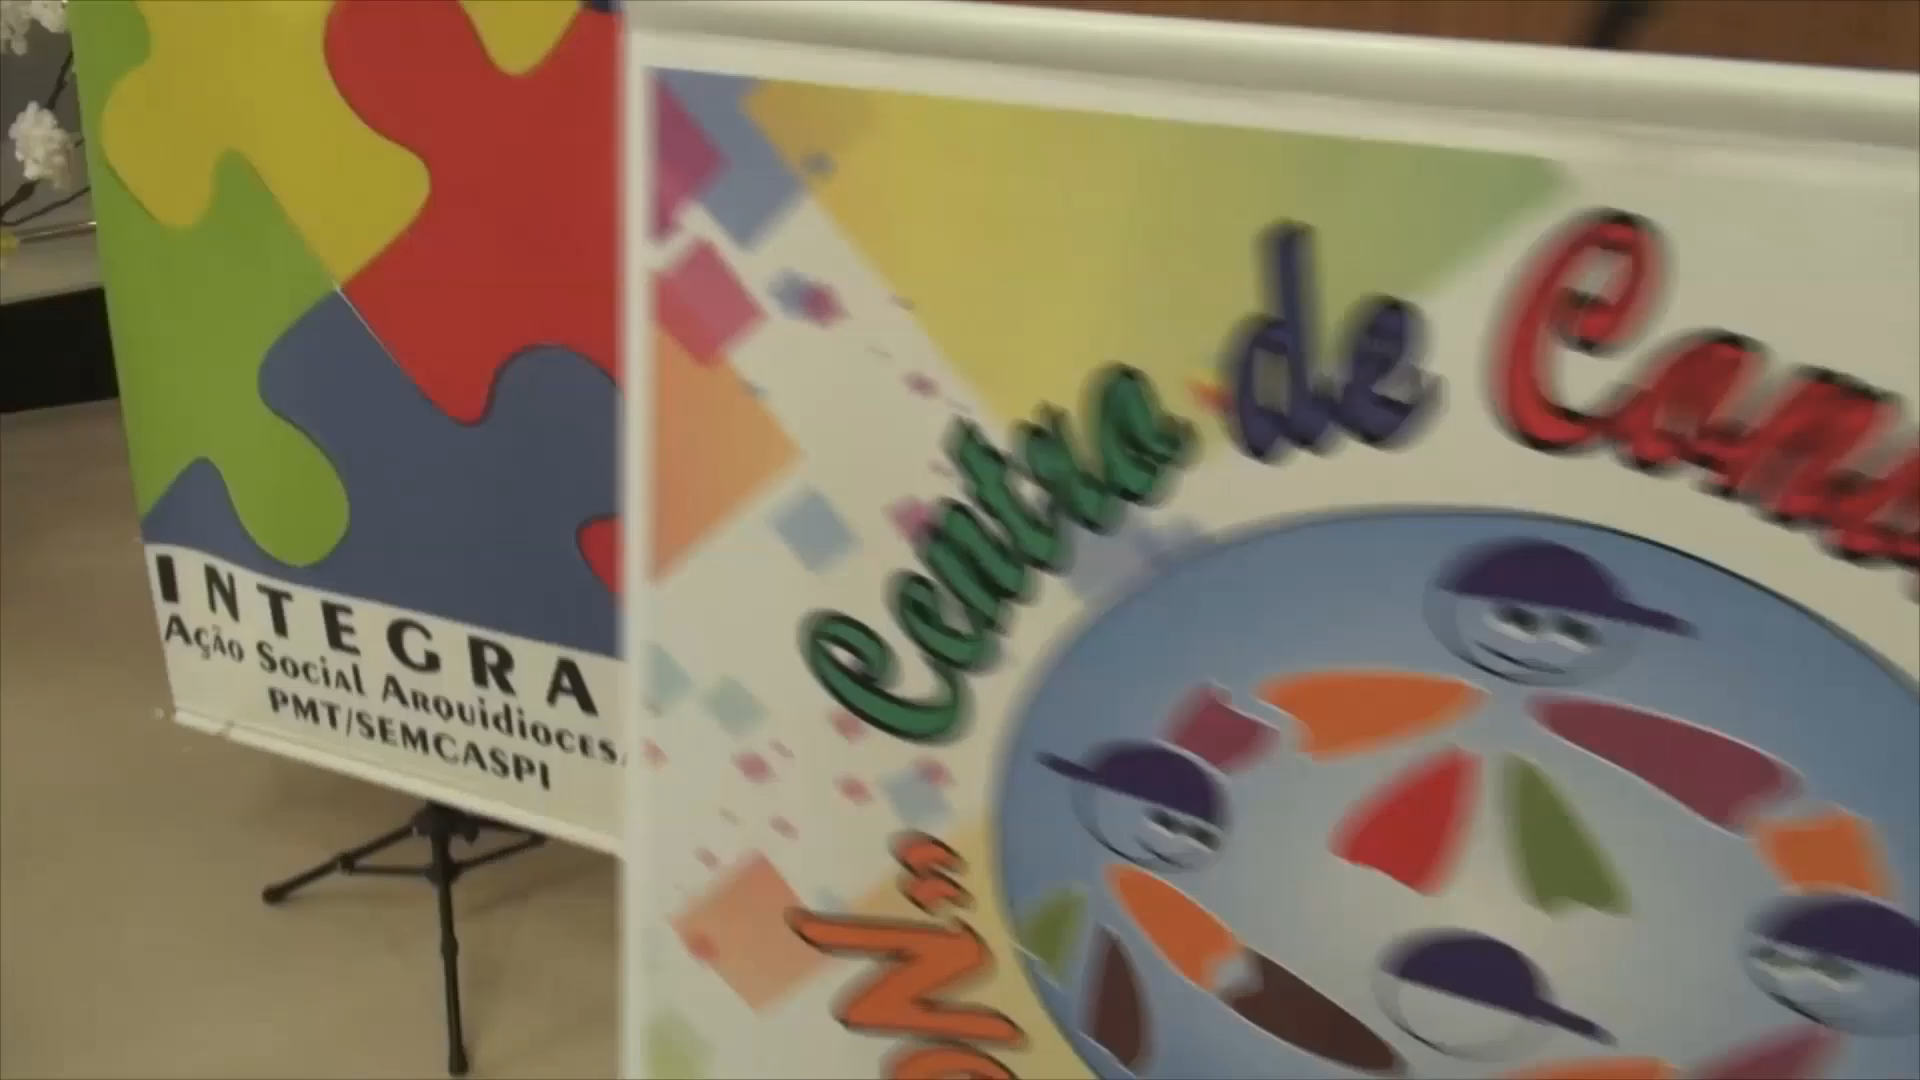 INTEGRA
Ação Social Arquidioces
PMT/SEMCASPI
Centro de